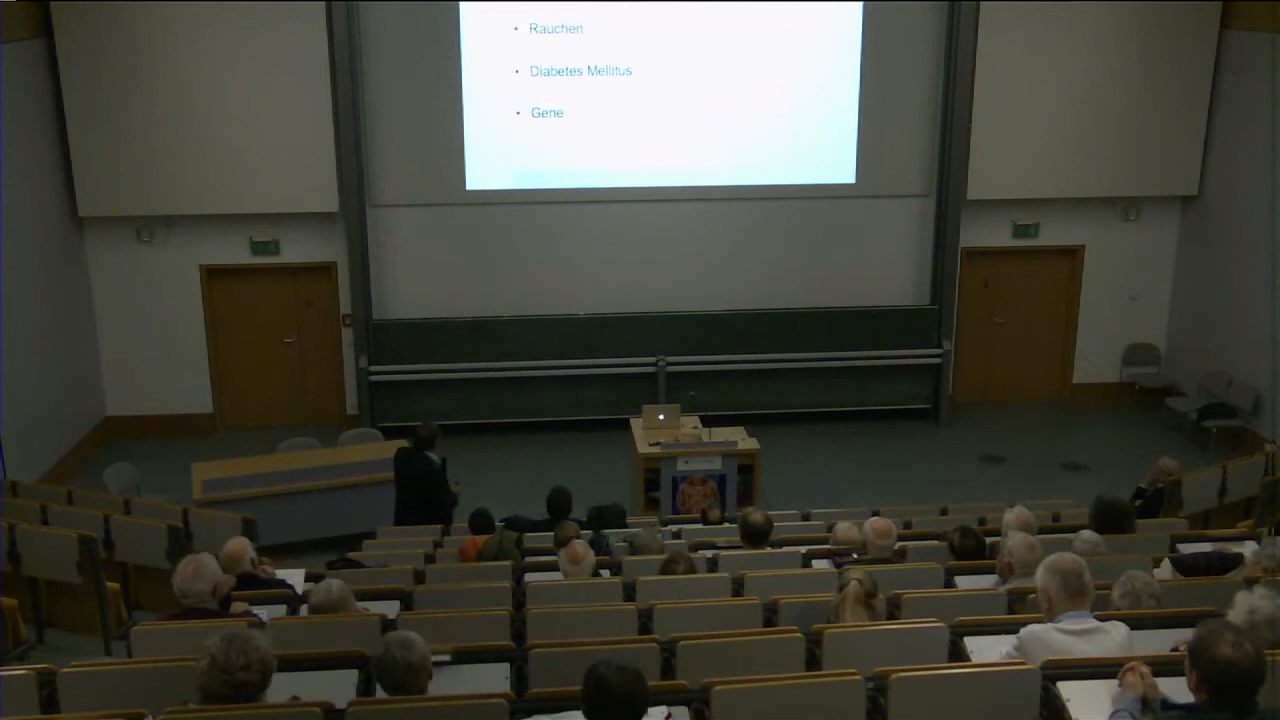 • Rauchen
• Diabetes Mellitus
• Gene